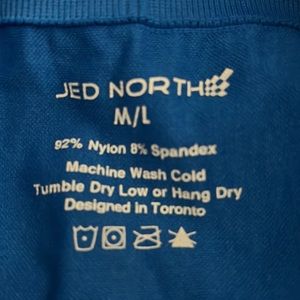 JED NORTH
M/L
92% Nylon 8% Spandex
Machine Wash Cold
Tumble Dry Low or Hang Dry
Designed in Toronto